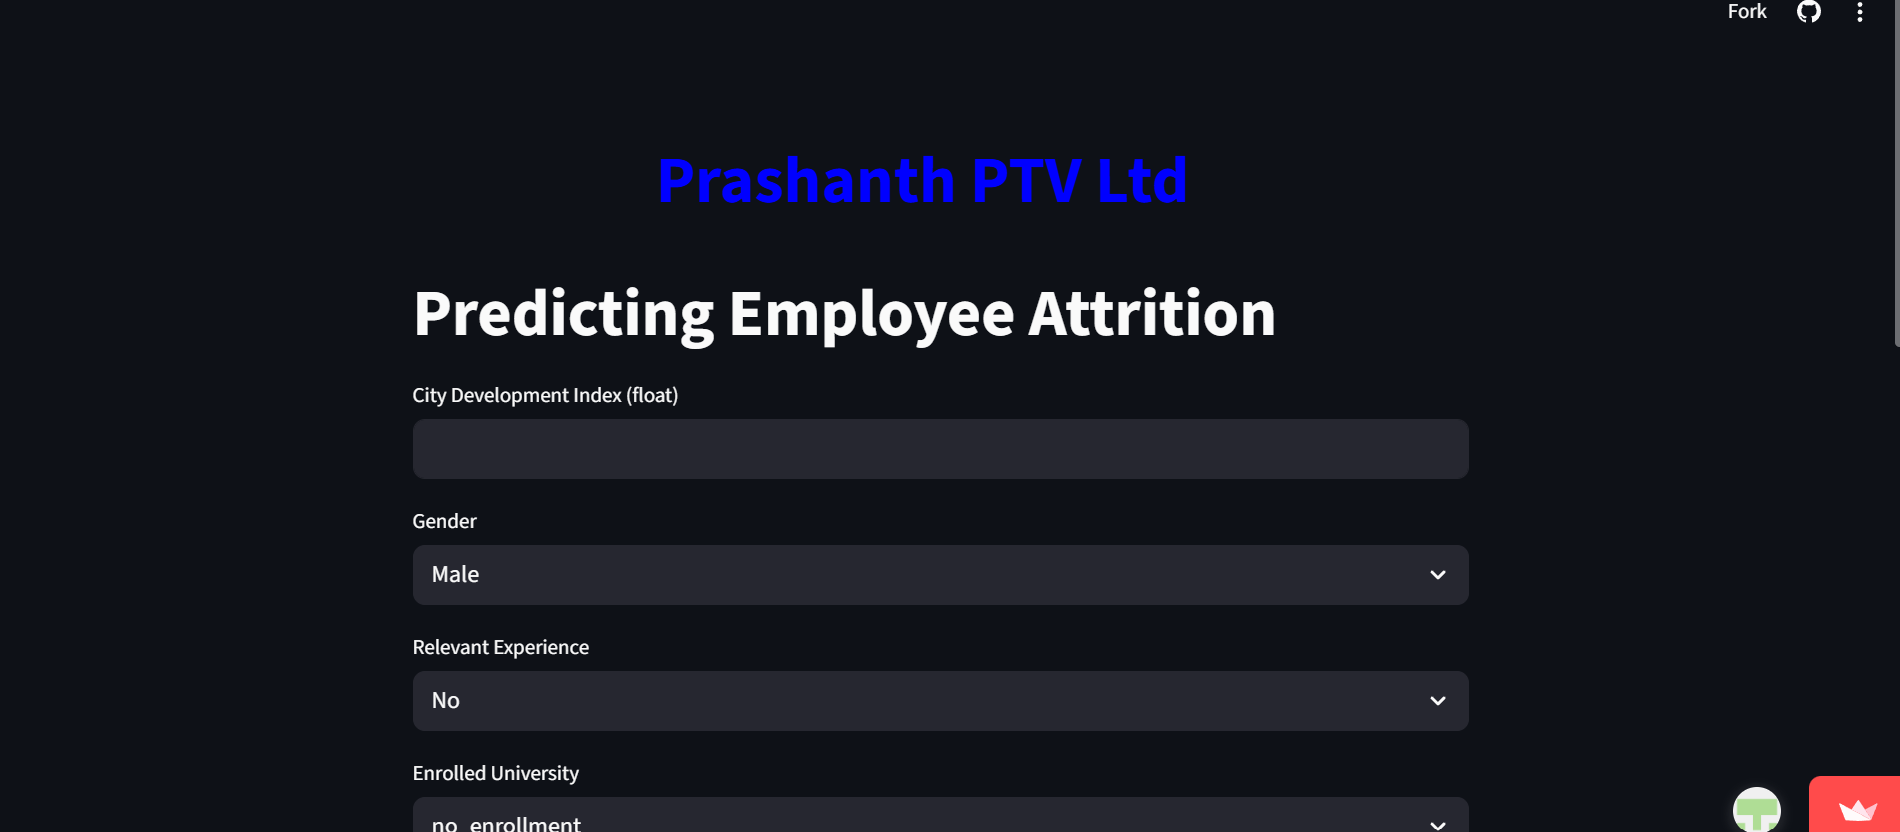 Fork
Prashanth PTV Ltd
Predicting Employee Attrition
City Development Index (float)
Gender
Male
Relevant Experience
No
Enrolled University
no_enrollment